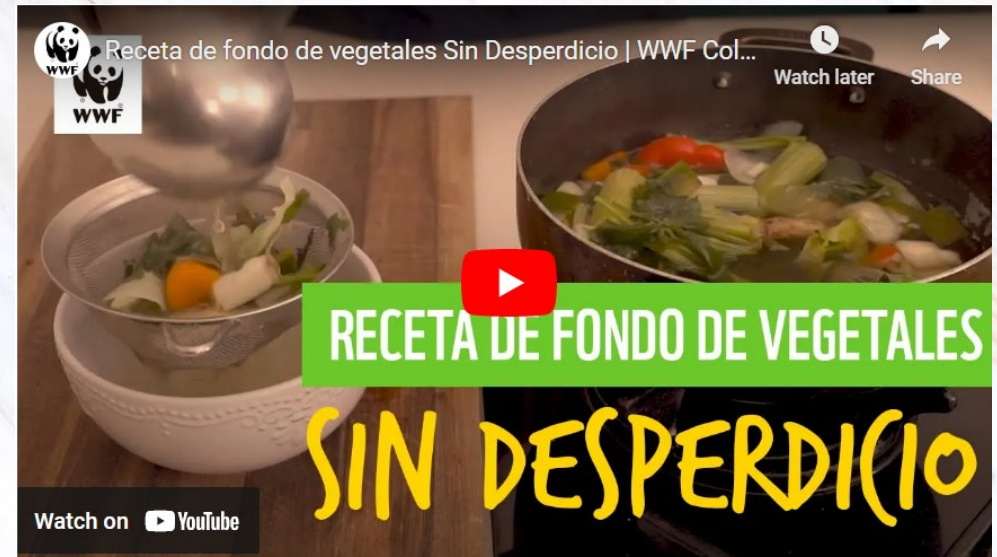 WWF
Receta de fondo de vegetales Sin Desperdicio | WWF Col...
Watch later
Share
WWF
RECETA DE FONDO DE VEGETALES
SIN DESPERDICIO
Watch on YouTube